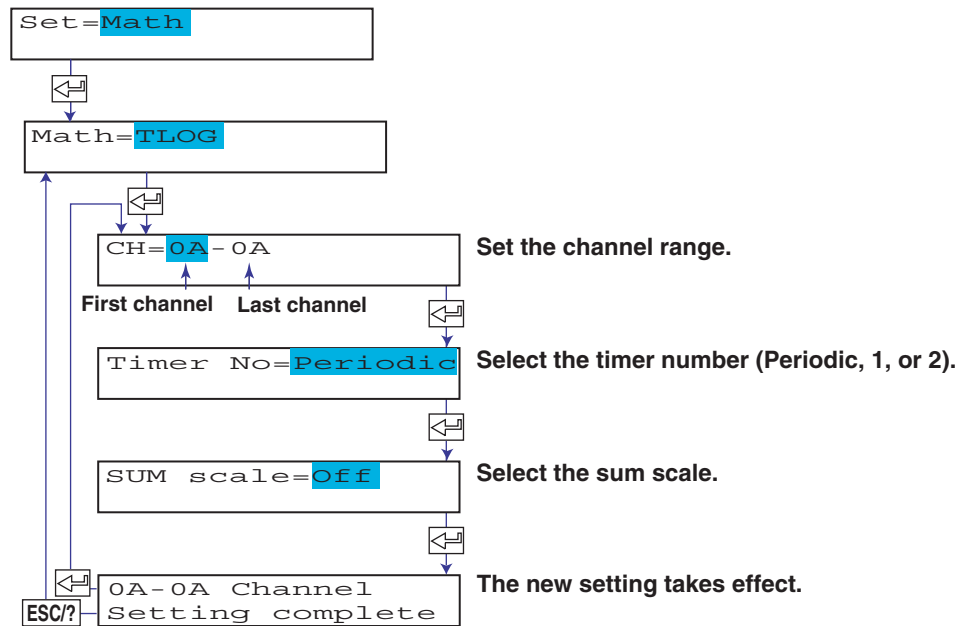 Set=Math
Math=TLOG
CH=0A-0A
Set the channel range.
First channel
Last channel
Timer No=Periodic
Select the timer number (Periodic, 1, or 2).
SUM scale=Off
Select the sum scale.
0A-0A Channel
Setting complete
The new setting takes effect.
ESC/?